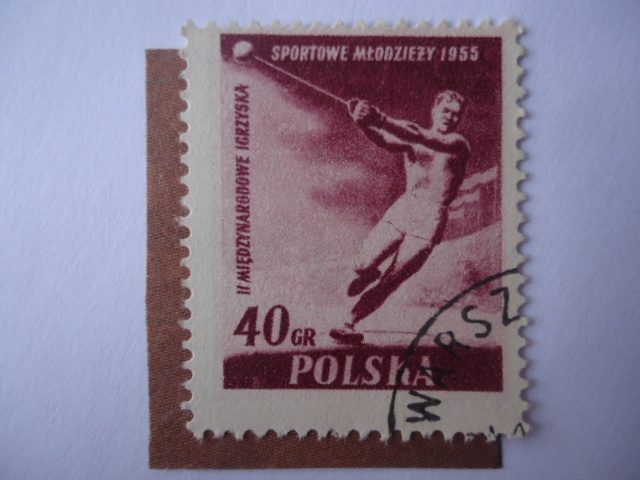 II MIĘDZYNARODOWE IGRZYSKA
SPORTOWE MŁODZIEŻY 1955
40 GR
POLSKA
WARSZ